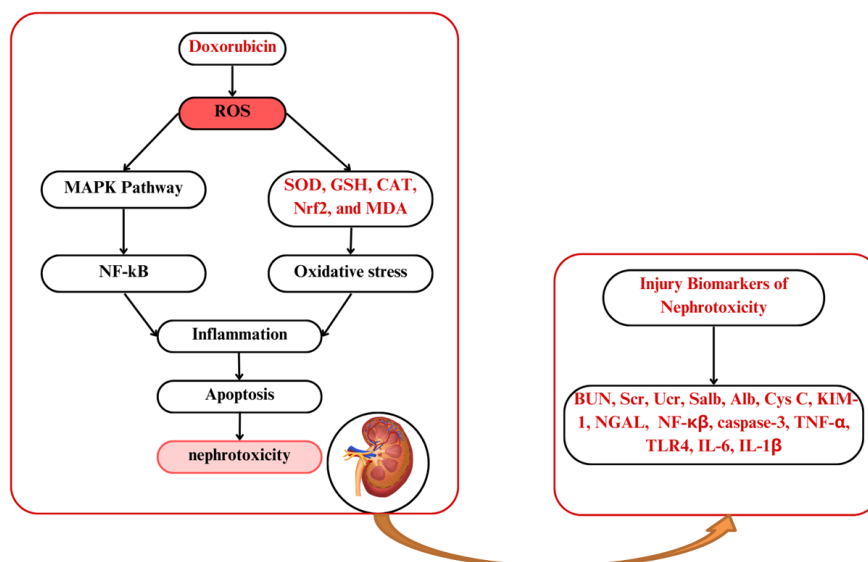 Doxorubicin
ROS
MAPK Pathway
SOD, GSH, CAT,
Nrf2, and MDA
NF-kB
Oxidative stress
Inflammation
Apoptosis
nephrotoxicity
Injury Biomarkers of
Nephrotoxicity
BUN, Scr, Ucr, Salb, Alb, Cys C, KIM-
1, NGAL, NF-κβ, caspase-3, TNF-α,
TLR4, IL-6, IL-1β